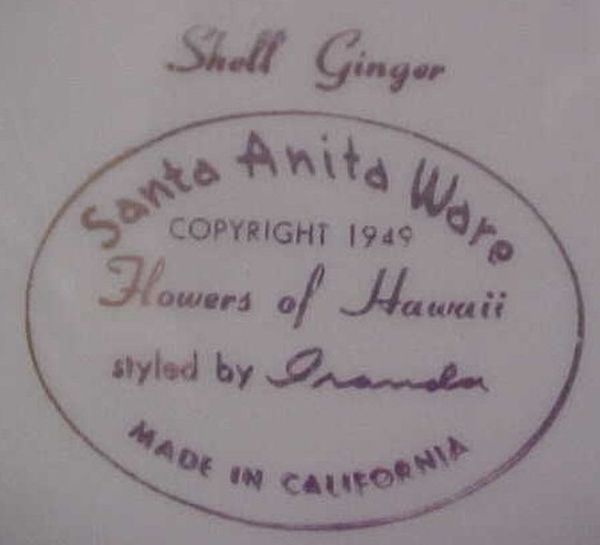 Shell Ginger
Santa Anita Ware
COPYRIGHT 1949
Flowers of Hawaii
styled by
MADE IN CALIFORNIA